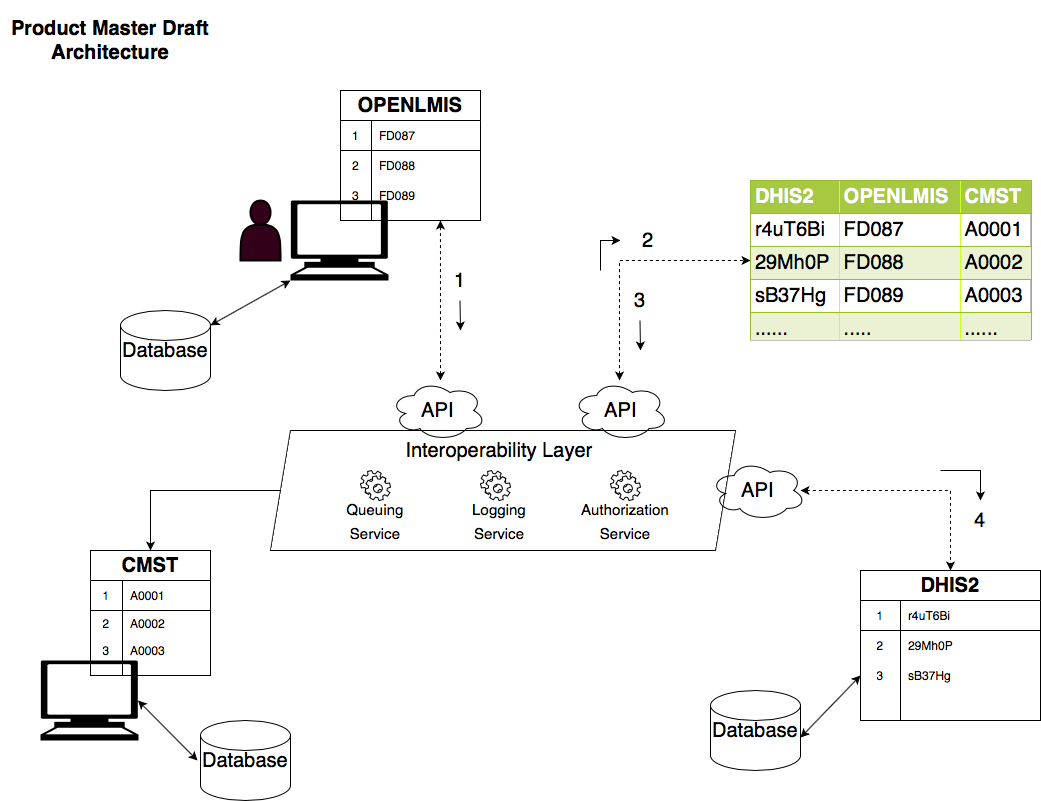 Product Master Draft
Architecture
OPENLMIS
1 FD087
2 FD088
3 FD089
DHIS2 OPENLMIS CMST
r4uT6Bi FD087 A0001
29Mh0P FD088 A0002
sB37Hg FD089 A0003
...... ..... ......
2
1
3
Database
API
API
Interoperability Layer
Queuing
Service
Logging
Service
Authorization
Service
API
4
CMST
1 A0001
2 A0002
3 A0003
Database
DHIS2
1 r4uT6Bi
2 29Mh0P
3 sB37Hg
Database